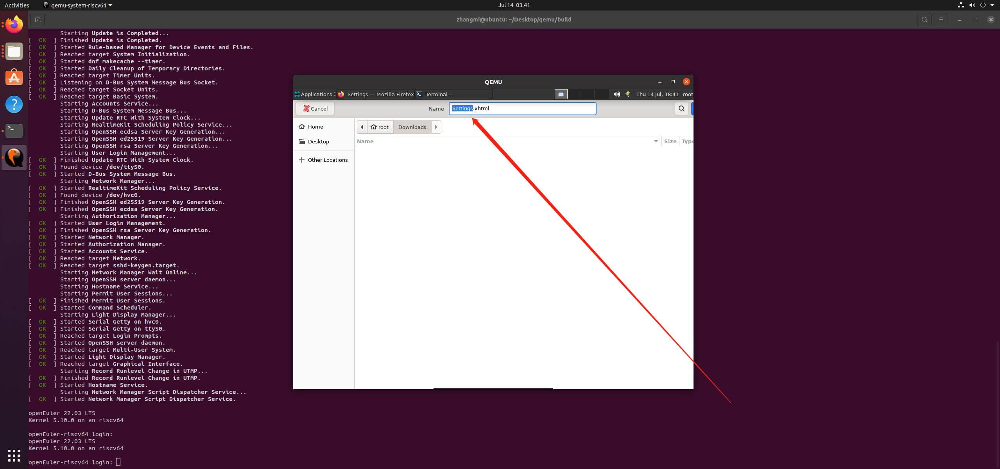 Activities qemu-system-riscv64 Jul 14 03:41
zhangmi@ubuntu: ~/Desktop/qemu/build
Starting Update is Completed...
[ OK ] Finished Update is Completed.
[ OK ] Started Rule-based Manager for Device Events and Files.
[ OK ] Reached target System Initialization.
[ OK ] Started dnf makecache --timer.
[ OK ] Started Daily Cleanup of Temporary Directories.
[ OK ] Reached target Timer Units.
[ OK ] Listening on D-Bus System Message Bus Socket.
[ OK ] Reached target Socket Units.
[ OK ] Reached target Basic System.
Starting Accounts Service...
Starting D-Bus System Message Bus...
Starting Update RTC With System Clock...
Starting RealtimeKit Scheduling Policy Service...
Starting OpenSSH ecdsa Server Key Generation...
Starting OpenSSH ed25519 Server Key Generation...
Starting OpenSSH rsa Server Key Generation...
Starting User Login Management...
[ OK ] Finished Update RTC With System Clock.
[ OK ] Found device /dev/ttyS0.
[ OK ] Started D-Bus System Message Bus.
Starting Network Manager...
[ OK ] Started RealtimeKit Scheduling Policy Service.
[ OK ] Found device /dev/hvc0.
[ OK ] Finished OpenSSH ed25519 Server Key Generation.
[ OK ] Finished OpenSSH ecdsa Server Key Generation.
Starting Authorization Manager...
[ OK ] Started User Login Management.
[ OK ] Finished OpenSSH rsa Server Key Generation.
[ OK ] Started Network Manager.
[ OK ] Started Authorization Manager.
[ OK ] Started Accounts Service.
[ OK ] Reached target Network.
[ OK ] Reached target sshd-keygen.target.
Starting Network Manager Wait Online...
Starting OpenSSH server daemon...
Starting Hostname Service...
Starting Permit User Sessions...
[ OK ] Finished Permit User Sessions.
[ OK ] Started Command Scheduler.
Starting Light Display Manager...
[ OK ] Started Serial Getty on hvc0.
[ OK ] Started Serial Getty on ttyS0.
[ OK ] Reached target Login Prompts.
[ OK ] Started OpenSSH server daemon.
[ OK ] Reached target Multi-User System.
[ OK ] Started Light Display Manager.
[ OK ] Reached target Graphical Interface.
Starting Record Runlevel Change in UTMP...
[ OK ] Finished Record Runlevel Change in UTMP.
[ OK ] Started Hostname Service.
Starting Network Manager Script Dispatcher Service...
[ OK ] Started Network Manager Script Dispatcher Service.
openEuler 22.03 LTS
Kernel 5.10.0 on an riscv64
openEuler-riscv64 login:
openEuler 22.03 LTS
Kernel 5.10.0 on an riscv64
openEuler-riscv64 login:
QEMU
Applications Settings — Mozilla Firefox Terminal - Thu 14 Jul, 18:41 root
Cancel Name Settings.xhtml
Home
Desktop
Other Locations
root Downloads
Name Size Type